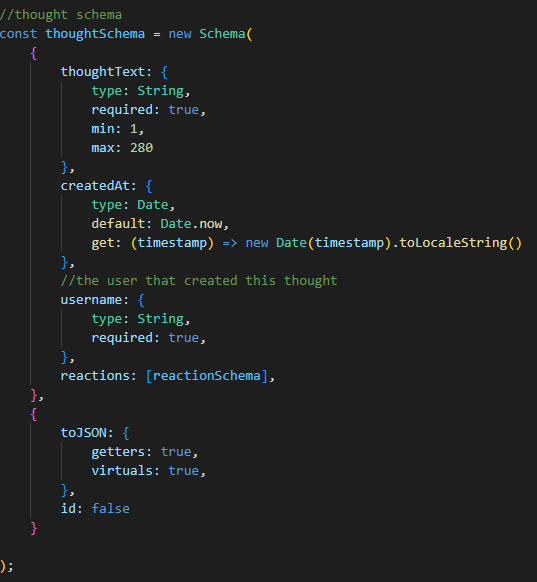 //thought schema
const thoughtSchema = new Schema(
    {
        thoughtText: {
            type: String,
            required: true,
            min: 1,
            max: 280
        },
        createdAt: {
            type: Date,
            default: Date.now,
            get: (timestamp) => new Date(timestamp).toLocaleString()
        },
        //the user that created this thought
        username: {
            type: String,
            required: true,
        },
        reactions: [reactionSchema],
    },
    {
        toJSON: {
            getters: true,
            virtuals: true,
        },
        id: false
    }

);